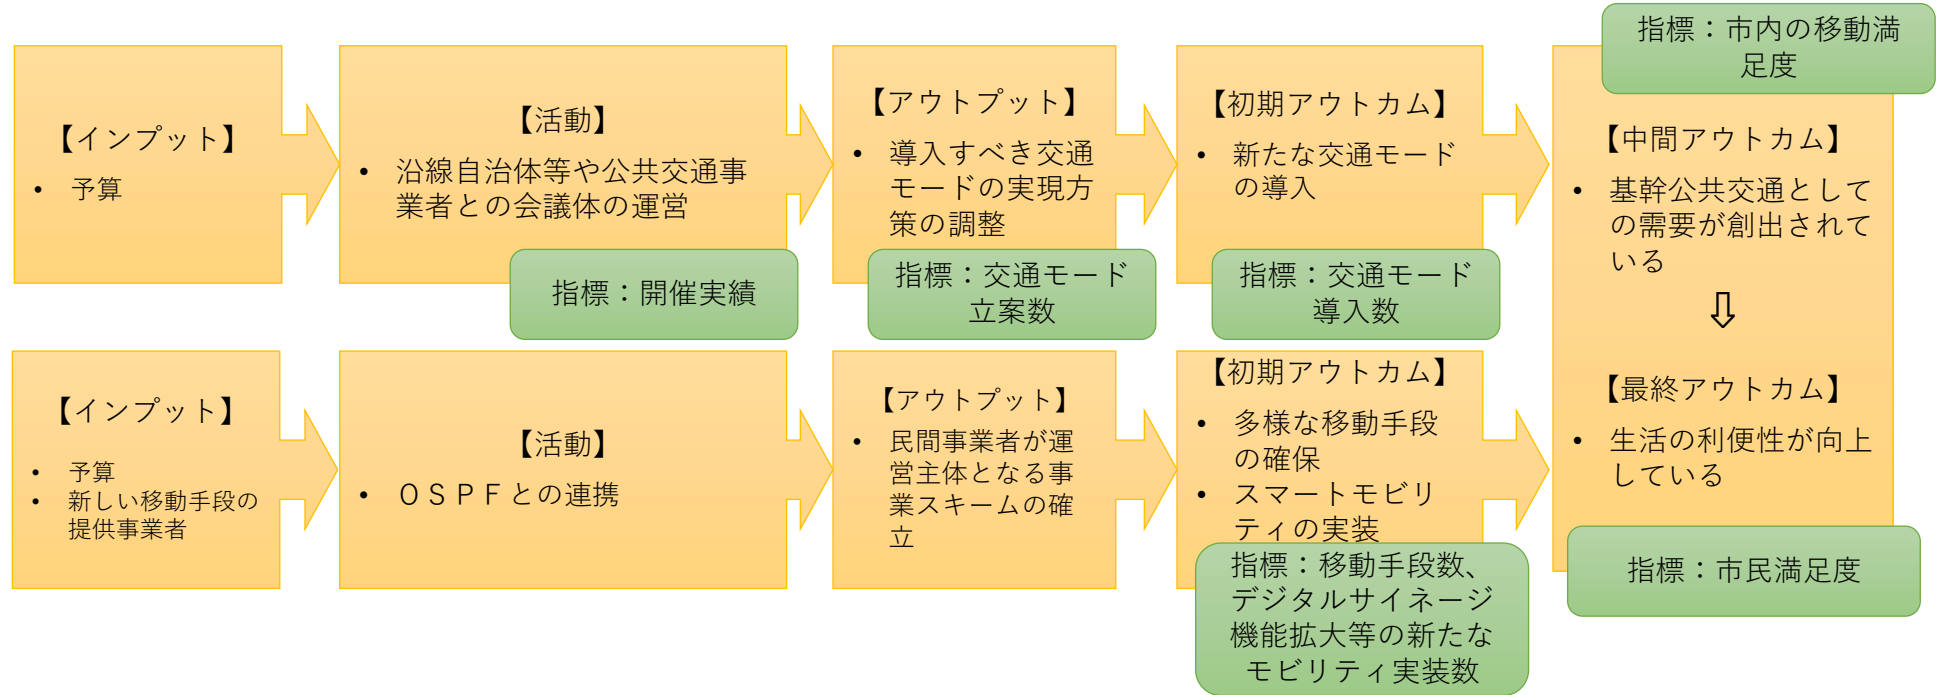 【インプット】
• 予算
【活動】
• 沿線自治体等や公共交通事
業者との会議体の運営
指標：開催実績
【アウトプット】
• 導入すべき交通
モードの実現方
策の調整
指標：交通モード
立案数
【初期アウトカム】
• 新たな交通モード
の導入
指標：交通モード
導入数
指標：市内の移動満
足度
【中間アウトカム】
• 基幹公共交通として
の需要が創出されて
いる
⇩
【最終アウトカム】
• 生活の利便性が向上
している
指標：市民満足度
【インプット】
• 予算
• 新しい移動手段の
提供事業者
【活動】
• ＯＳＰＦとの連携
【アウトプット】
• 民間事業者が運
営主体となる事
業スキームの確
立
【初期アウトカム】
• 多様な移動手段
の確保
• スマートモビリ
ティの実装
指標：移動手段数、
デジタルサイネージ
機能拡大等の新たな
モビリティ実装数